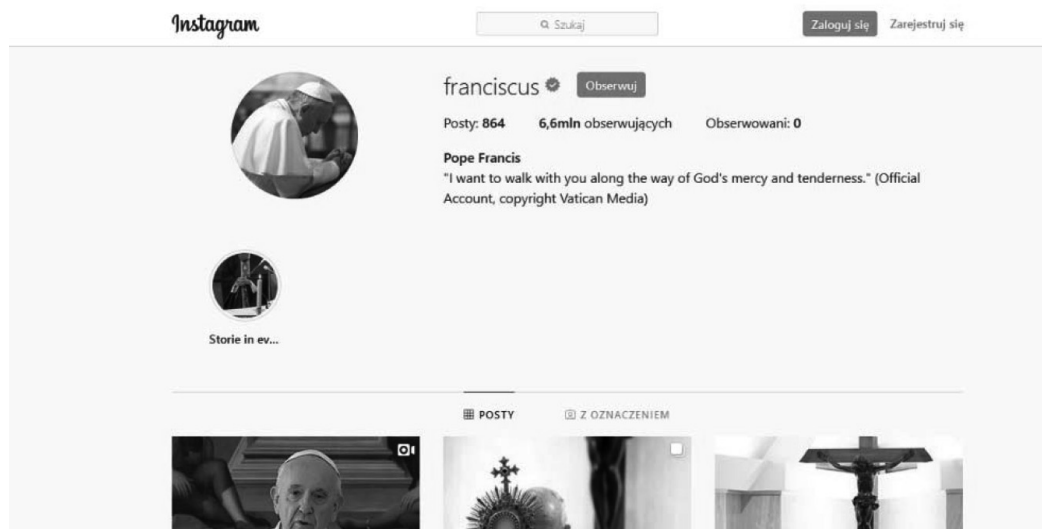 Instagram
Szukaj
Zaloguj się
Zarejestruj się
franciscus
Obserwuj
Posty: 864 6,6mln obserwujących Obserwowani: 0
Pope Francis
"I want to walk with you along the way of God's mercy and tenderness." (Official
Account, copyright Vatican Media)
Storie in ev...
POSTY
Z OZNACZENIEM